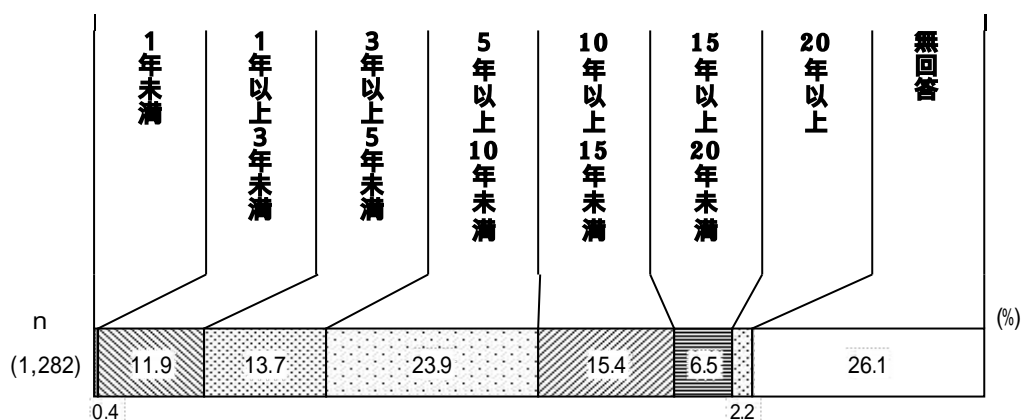 1年未満
1年以上3年未満
3年以上5年未満
5年以上10年未満
10年以上15年未満
15年以上20年未満
20年以上
無回答
n
(%)
(1,282)
11.9
13.7
23.9
15.4
6.5
26.1
0.4
2.2